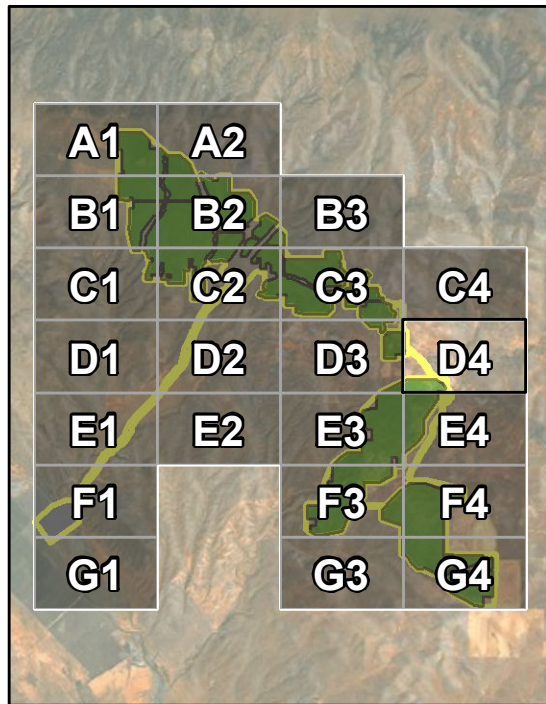 A1 A2
B1 B2 B3
C1 C2 C3 C4
D1 D2 D3 D4
E1 E2 E3 E4
F1 F3 F4
G1 G3 G4